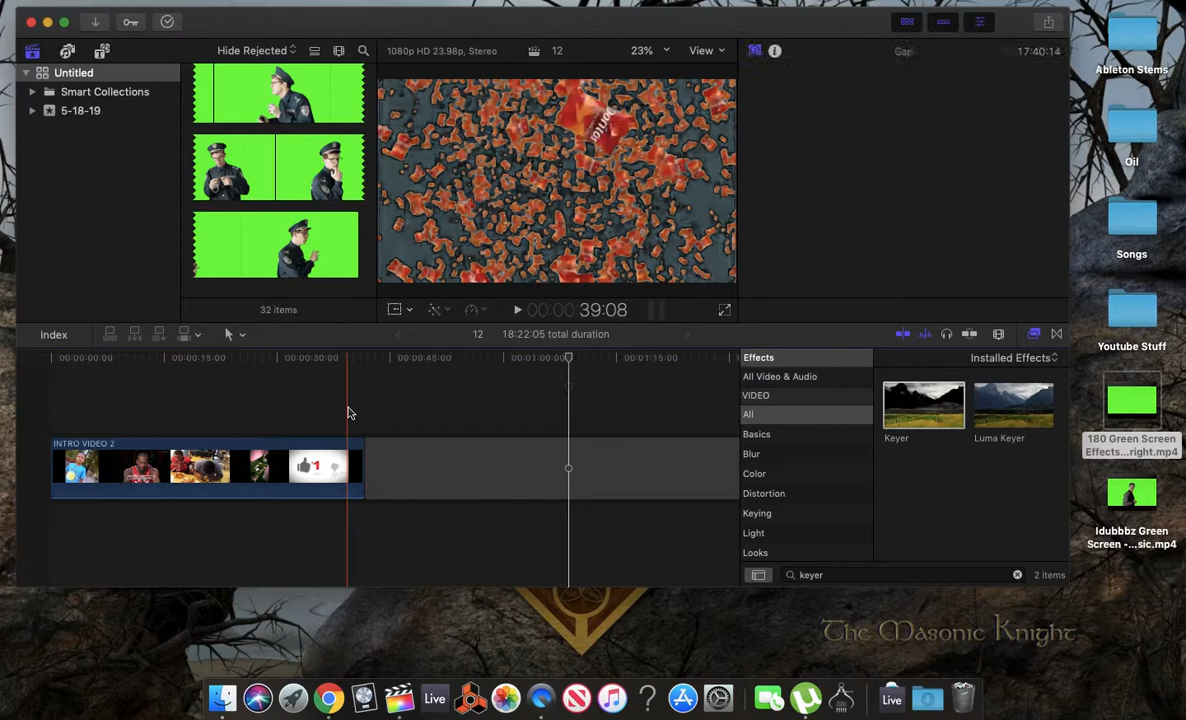 Hide Rejected
1080p HD 23.98p, Stereo
12
23%
View
17:40:14
Untitled
Smart Collections
5-18-19
Doritos
32 items
00:00:39:08
Index
12
18:22:05 total duration
00:00:00:00
00:00:15:00
00:00:30:00
00:00:45:00
00:01:00:00
00:01:15:00
INTRO VIDEO 2
1
Effects
Installed Effects
All Video & Audio
VIDEO
All
Basics
Blur
Color
Distortion
Keying
Light
Looks
Keyer
Luma Keyer
keyer
2 items
Ableton Stems
Oil
Songs
Youtube Stuff
180 Green Screen
Effects...right.mp4
Idubbbz Green
Screen -...sic.mp4
The Masonic Knight
Live
?
Live